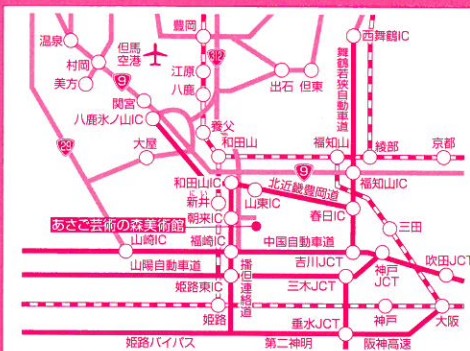 豊岡
西舞鶴IC
温泉
但馬
空港
村岡
32
江原
美方
9
八鹿
出石
但東
関宮
舞鶴若狭自動車道
八鹿氷ノ山IC
養父
和田山
福知山
綾部
京都
29
大屋
9
和田山IC
北近畿豊岡道
福知山IC
にい
新井
山東IC
朝来IC
春日IC
あさご芸術の森美術館
三田
山崎IC
福崎IC
中国自動車道
山陽自動車道
播但連絡道
吉川JCT
神戸
JCT
吹田JCT
姫路東IC
三木JCT
姫路
神戸
大阪
垂水JCT
姫路バイパス
第二神明
阪神高速